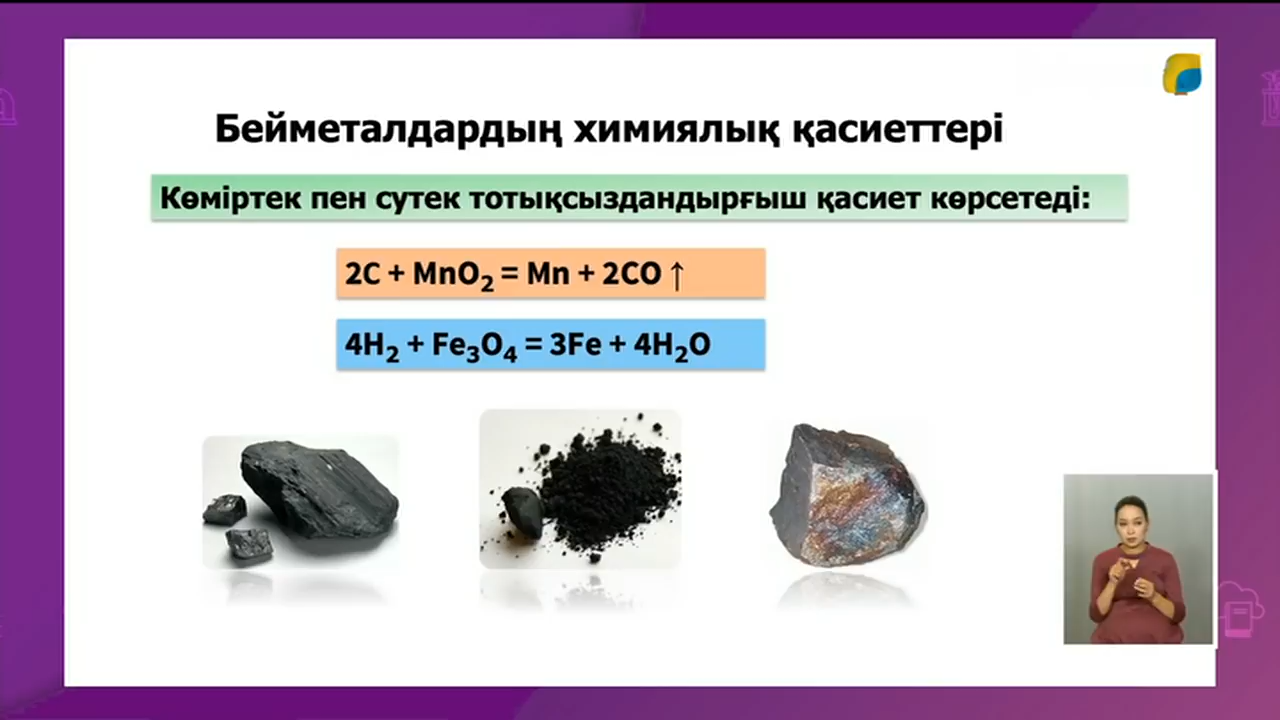 Бейметалдардың химиялық қасиеттері
Көміртек пен сутек тотықсыздандырғыш қасиет көрсетеді:
2C + MnO₂ = Mn + 2CO ↑
4H₂ + Fe₃O₄ = 3Fe + 4H₂O